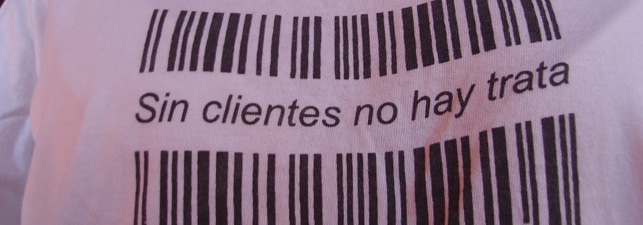 Sin clientes no hay trata